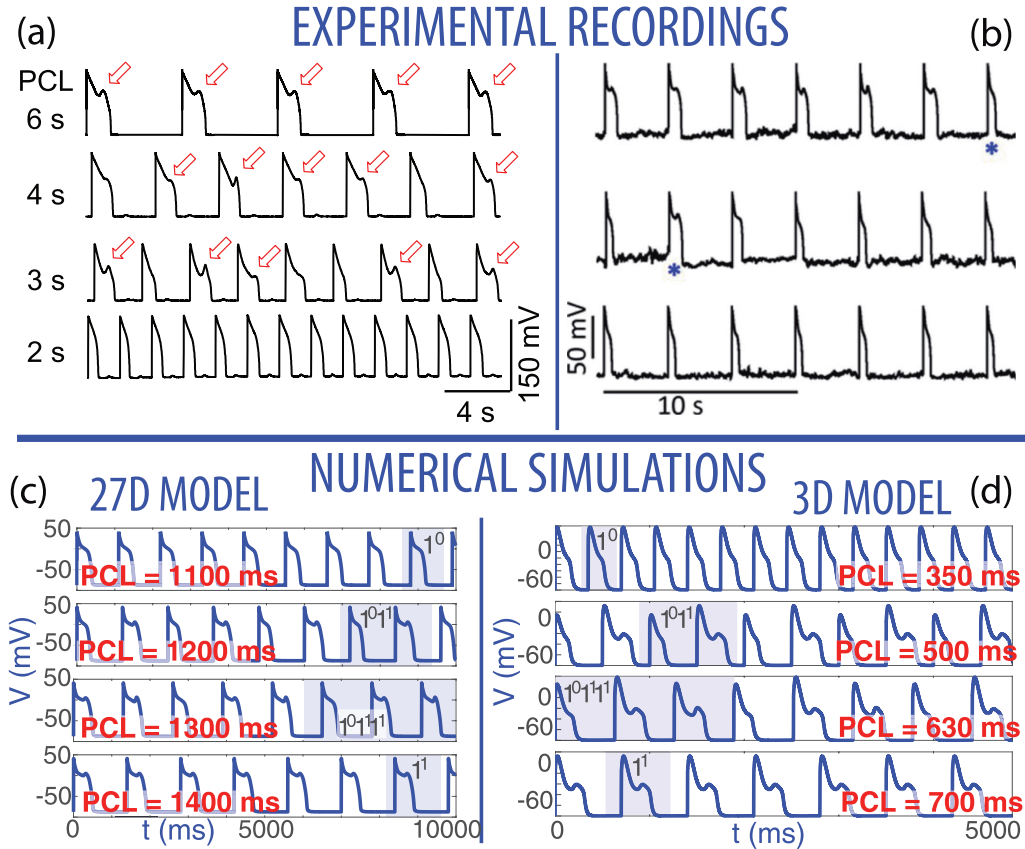 EXPERIMENTAL RECORDINGS
(a)
PCL
6 s
4 s
3 s
2 s
150 mV
4 s
(b)
*
*
50 mV
10 s
NUMERICAL SIMULATIONS
(c)
27D MODEL
V (mV)
50
-50
1⁰
PCL = 1100 ms
50
-50
1⁰1¹
PCL = 1200 ms
50
-50
1⁰1¹1¹
PCL = 1300 ms
50
-50
1¹
PCL = 1400 ms
0
5000
10000
t (ms)
(d)
3D MODEL
V (mV)
0
-60
1⁰
PCL = 350 ms
0
-60
1⁰1¹
PCL = 500 ms
0
-60
1⁰1¹1¹
PCL = 630 ms
0
-60
1¹
PCL = 700 ms
0
5000
t (ms)